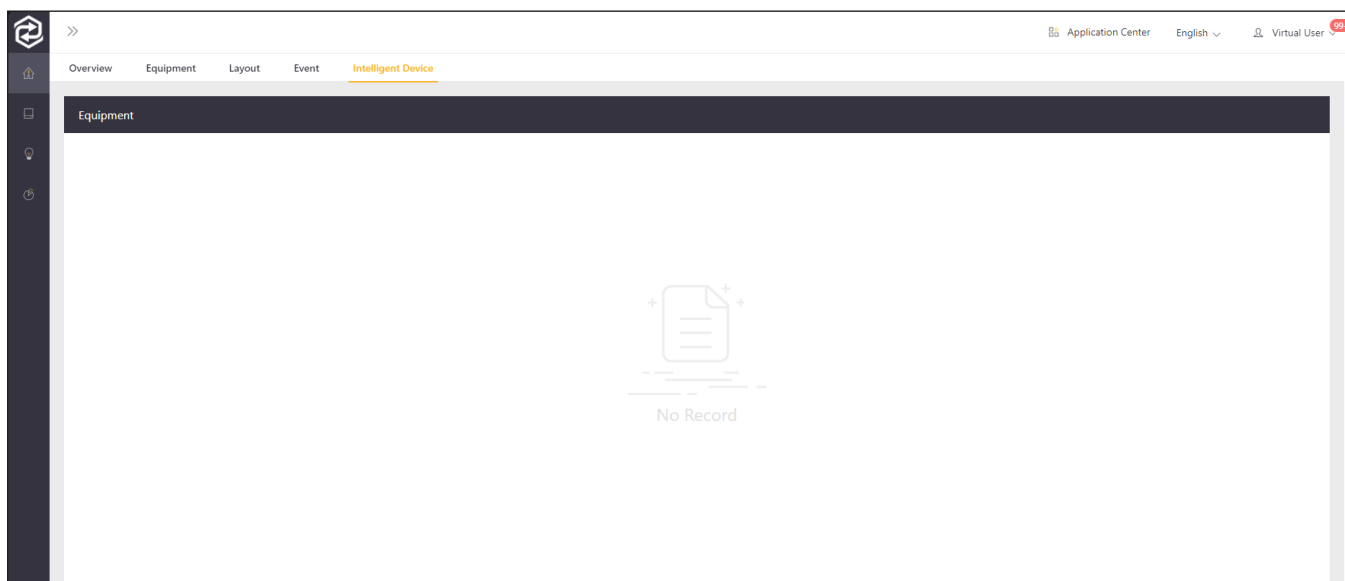 Application Center English Virtual User 99
Overview Equipment Layout Event Intelligent Device
Equipment
No Record